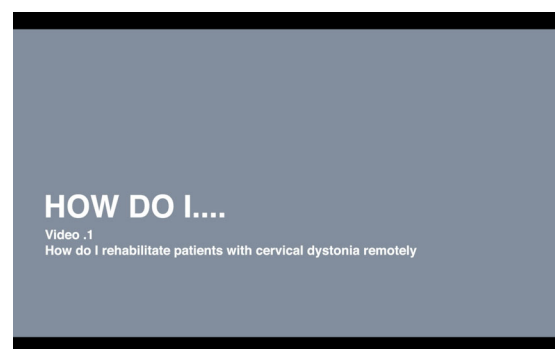 HOW DO I....
Video .1
How do I rehabilitate patients with cervical dystonia remotely